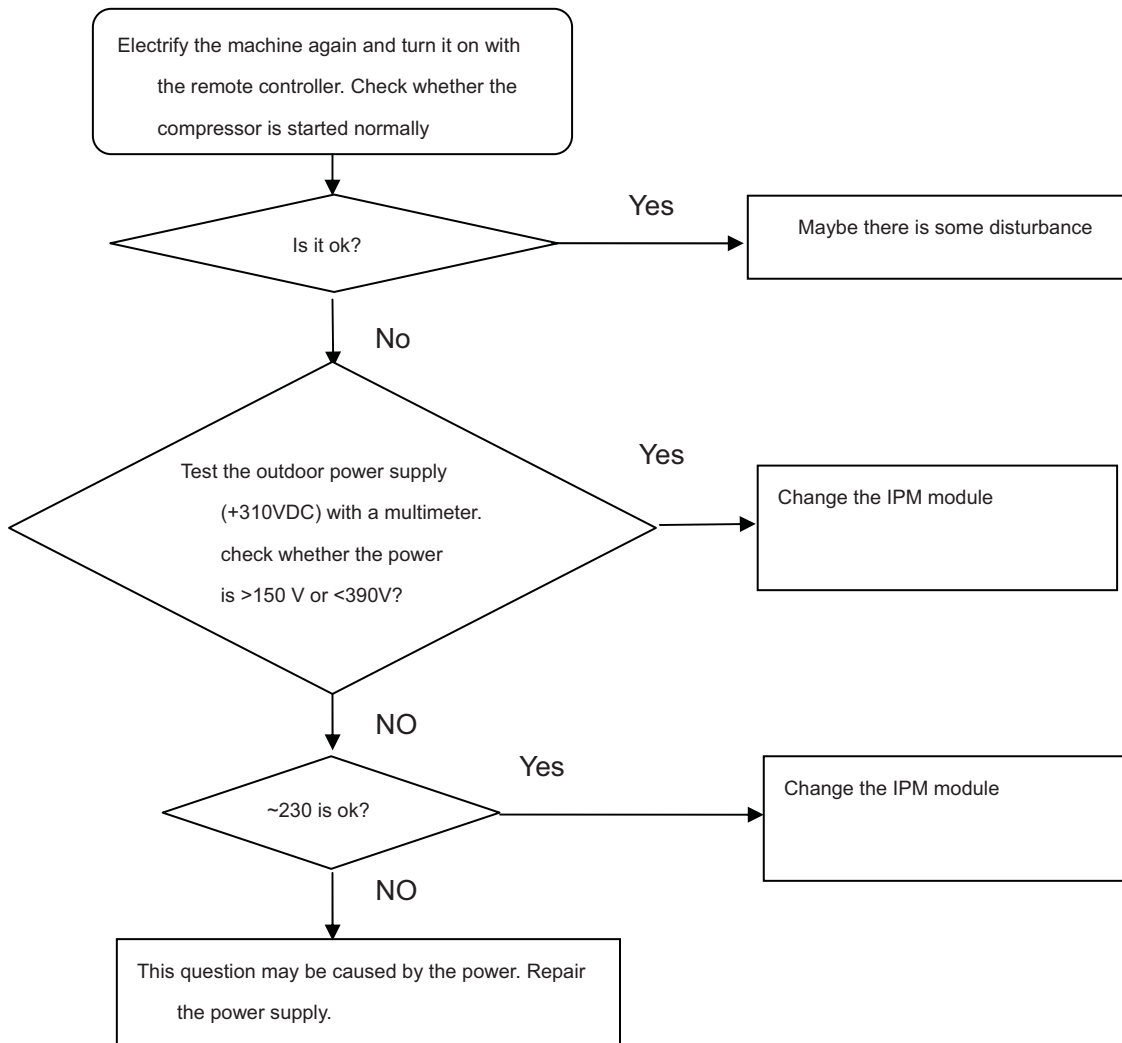 Electrify the machine again and turn it on with
the remote controller. Check whether the
compressor is started normally
Is it ok?
Yes
Maybe there is some disturbance
No
Test the outdoor power supply
(+310VDC) with a multimeter.
check whether the power
is >150 V or <390V?
Yes
Change the IPM module
NO
~230 is ok?
Yes
Change the IPM module
NO
This question may be caused by the power. Repair
the power supply.